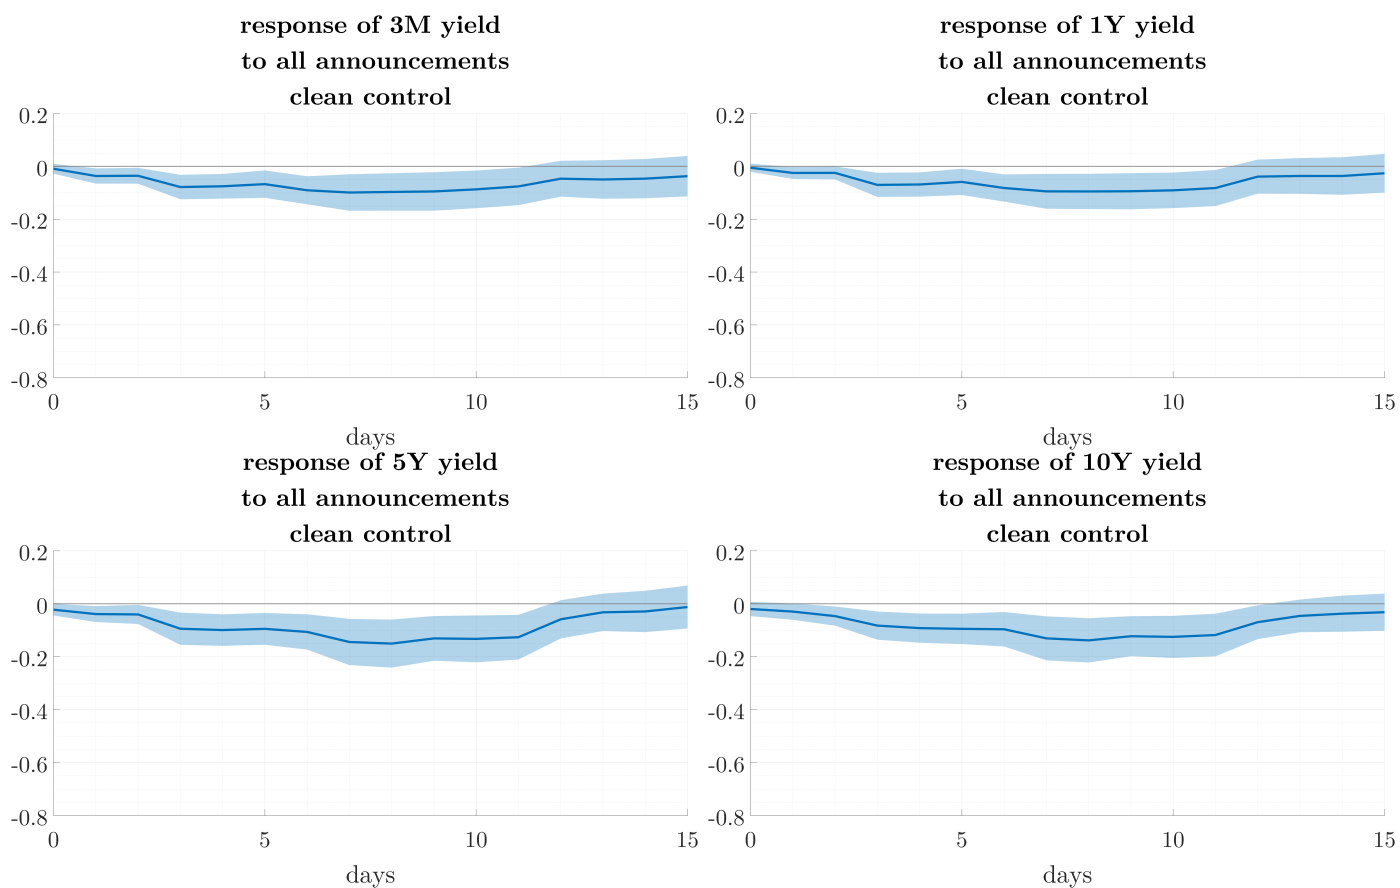 response of 3M yield
to all announcements
clean control
0.2
0
-0.2
-0.4
-0.6
-0.8
0
5
10
15
days
response of 1Y yield
to all announcements
clean control
0.2
0
-0.2
-0.4
-0.6
-0.8
0
5
10
15
days
response of 5Y yield
to all announcements
clean control
0.2
0
-0.2
-0.4
-0.6
-0.8
0
5
10
15
days
response of 10Y yield
to all announcements
clean control
0.2
0
-0.2
-0.4
-0.6
-0.8
0
5
10
15
days